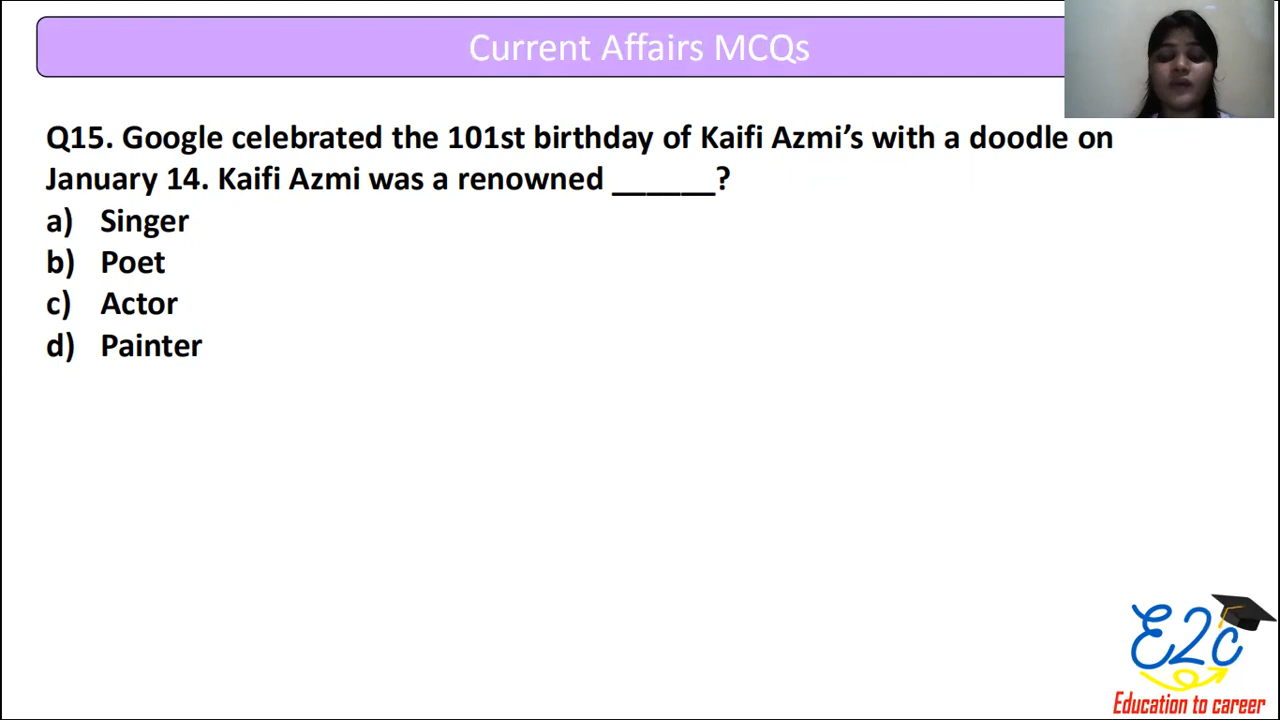 Current Affairs MCQs
Q15. Google celebrated the 101st birthday of Kaifi Azmi’s with a doodle on
January 14. Kaifi Azmi was a renowned ______?
a) Singer
b) Poet
c) Actor
d) Painter
E2c
Education to career